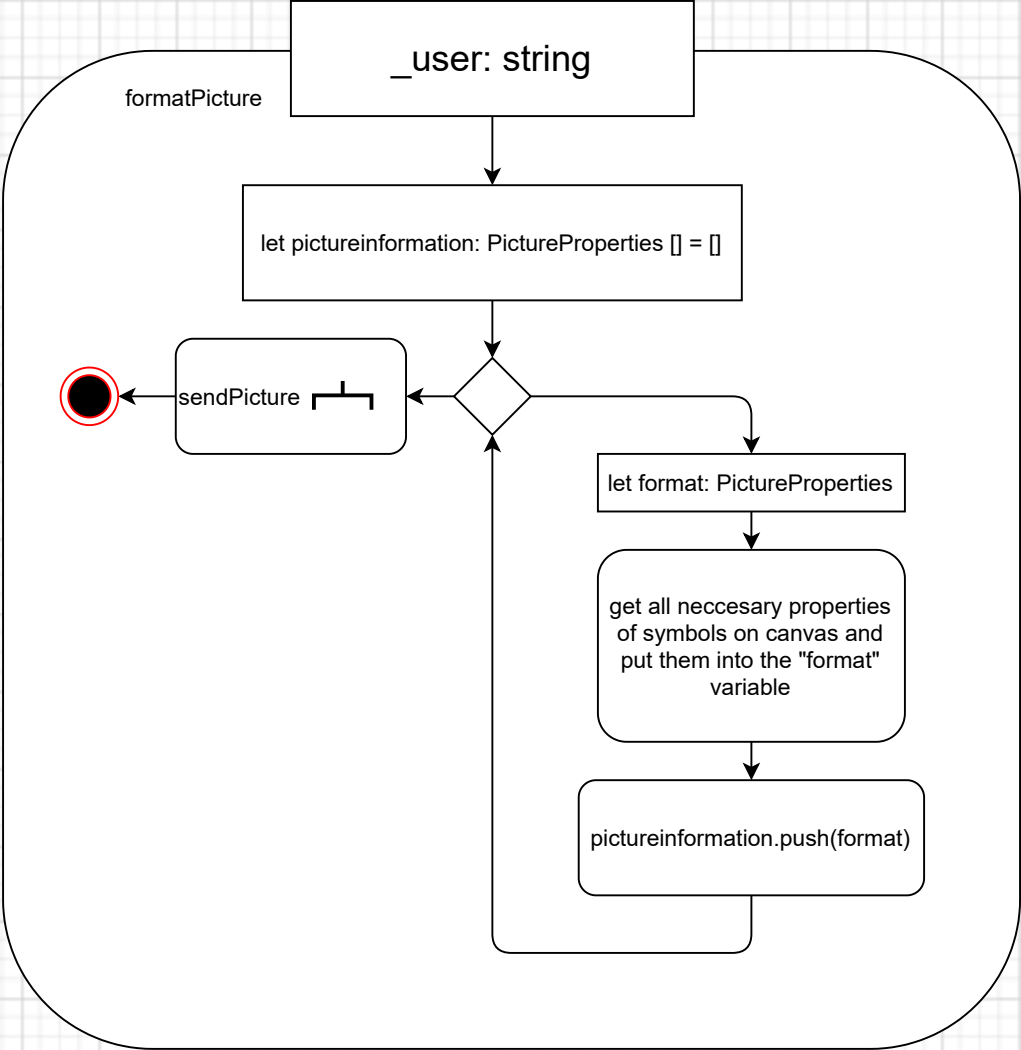 _user: string
formatPicture
let pictureinformation: PictureProperties [] = []
sendPicture
let format: PictureProperties
get all neccesary properties
of symbols on canvas and
put them into the "format"
variable
pictureinformation.push(format)